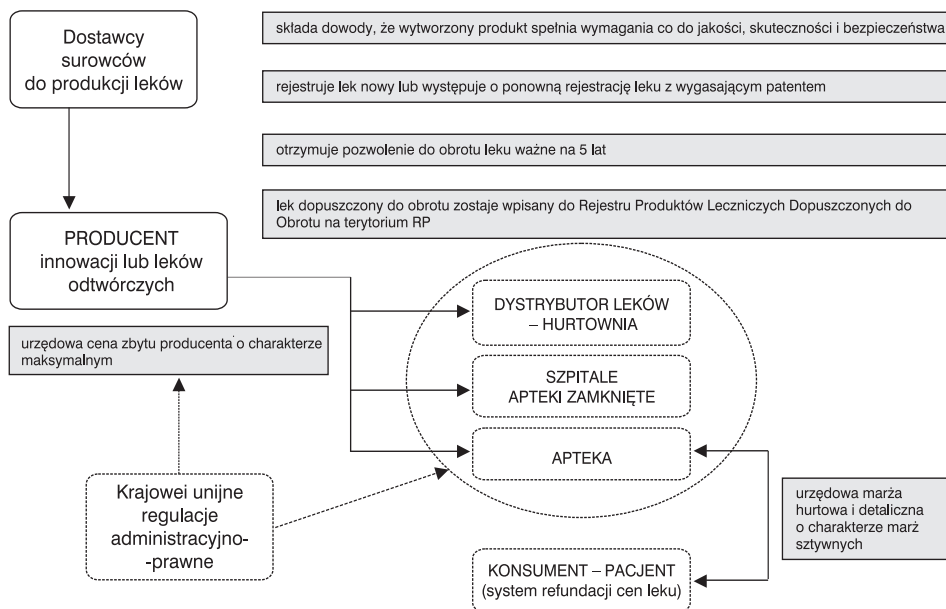 Dostawcy
surowców
do produkcji leków
składa dowody, że wytworzony produkt spełnia wymagania co do jakości, skuteczności i bezpieczeństwa
rejestruje lek nowy lub występuje o ponowną rejestrację leku z wygasającym patentem
otrzymuje pozwolenie do obrotu leku ważne na 5 lat
lek dopuszczony do obrotu zostaje wpisany do Rejestru Produktów Leczniczych Dopuszczonych do
Obrotu na terytorium RP
PRODUCENT
innowacji lub leków
odtwórczych
urzędowa cena zbytu producenta o charakterze
maksymalnym
DYSTRYBUTOR LEKÓW
– HURTOWNIA
SZPITALE
APTEKI ZAMKNIĘTE
APTEKA
Krajowei unijne
regulacje
administracyjno-
-prawne
urzędowa marża
hurtowa i detaliczna
o charakterze marż
sztywnych
KONSUMENT – PACJENT
(system refundacji cen leku)